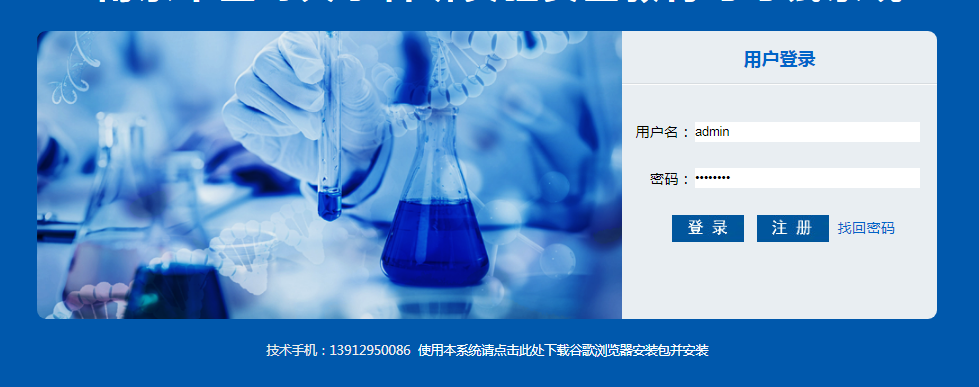 用户登录
用户名：admin
密码：••••••••
登 录 注 册 找回密码
技术手机：13912950086 使用本系统请点击此处下载谷歌浏览器安装包并安装